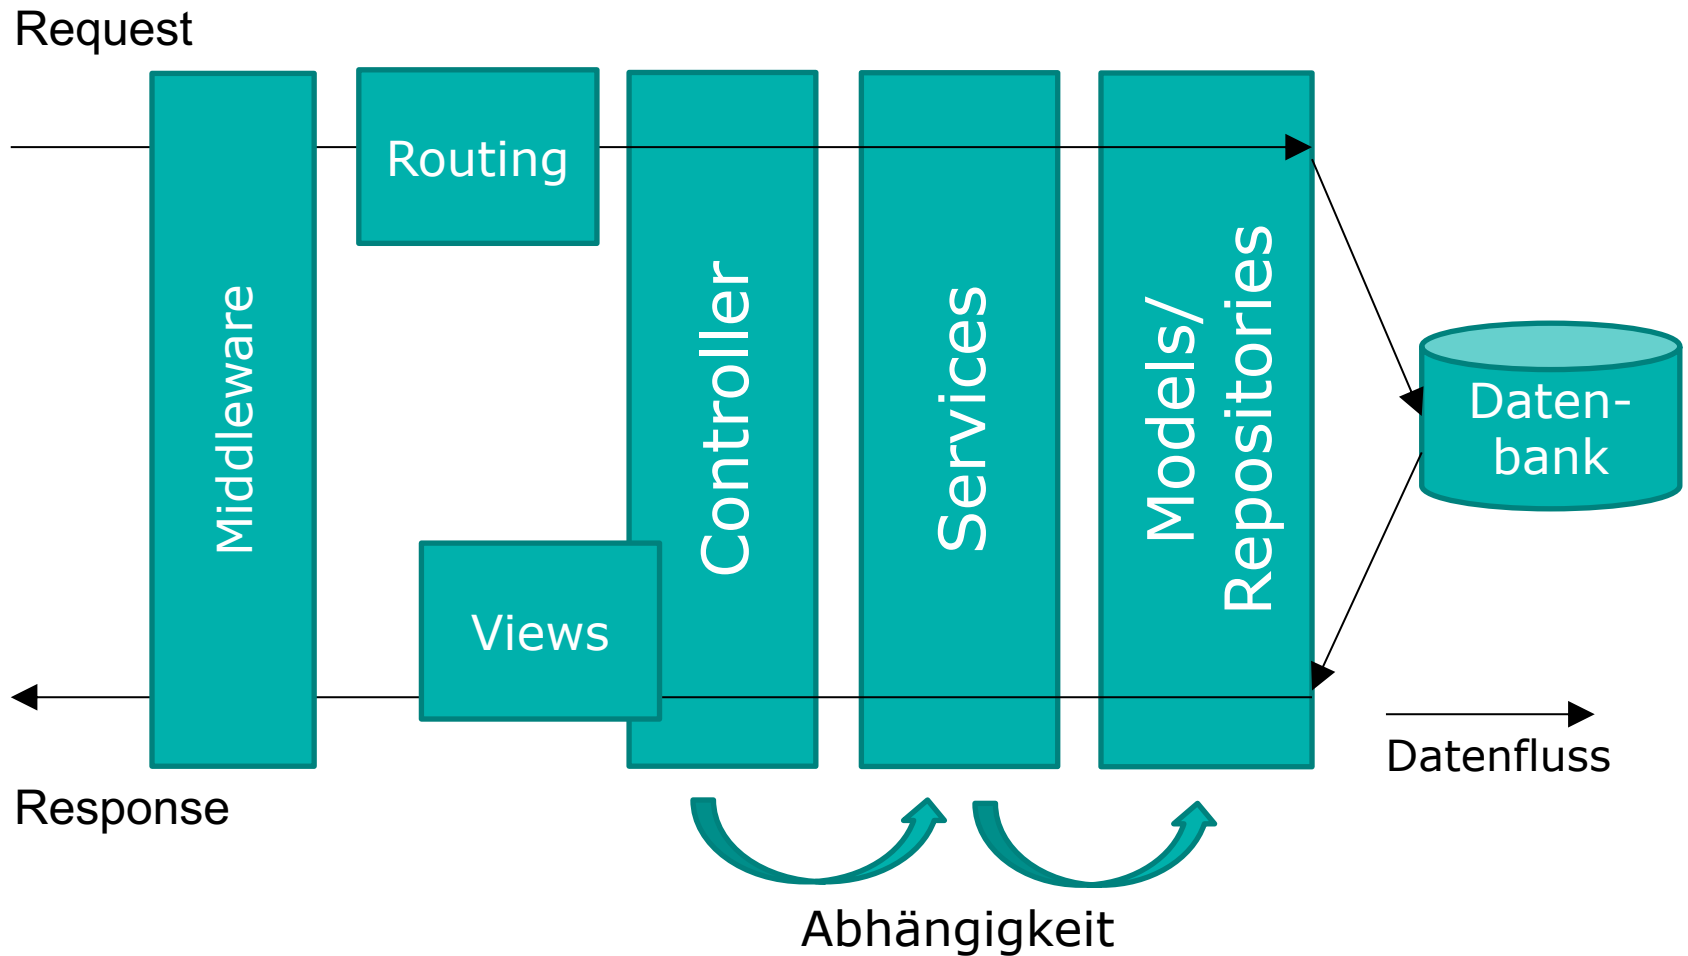 Request
Middleware
Routing
Views
Controller
Services
Models/
Repositories
Daten-
bank
Datenfluss
Response
Abhängigkeit